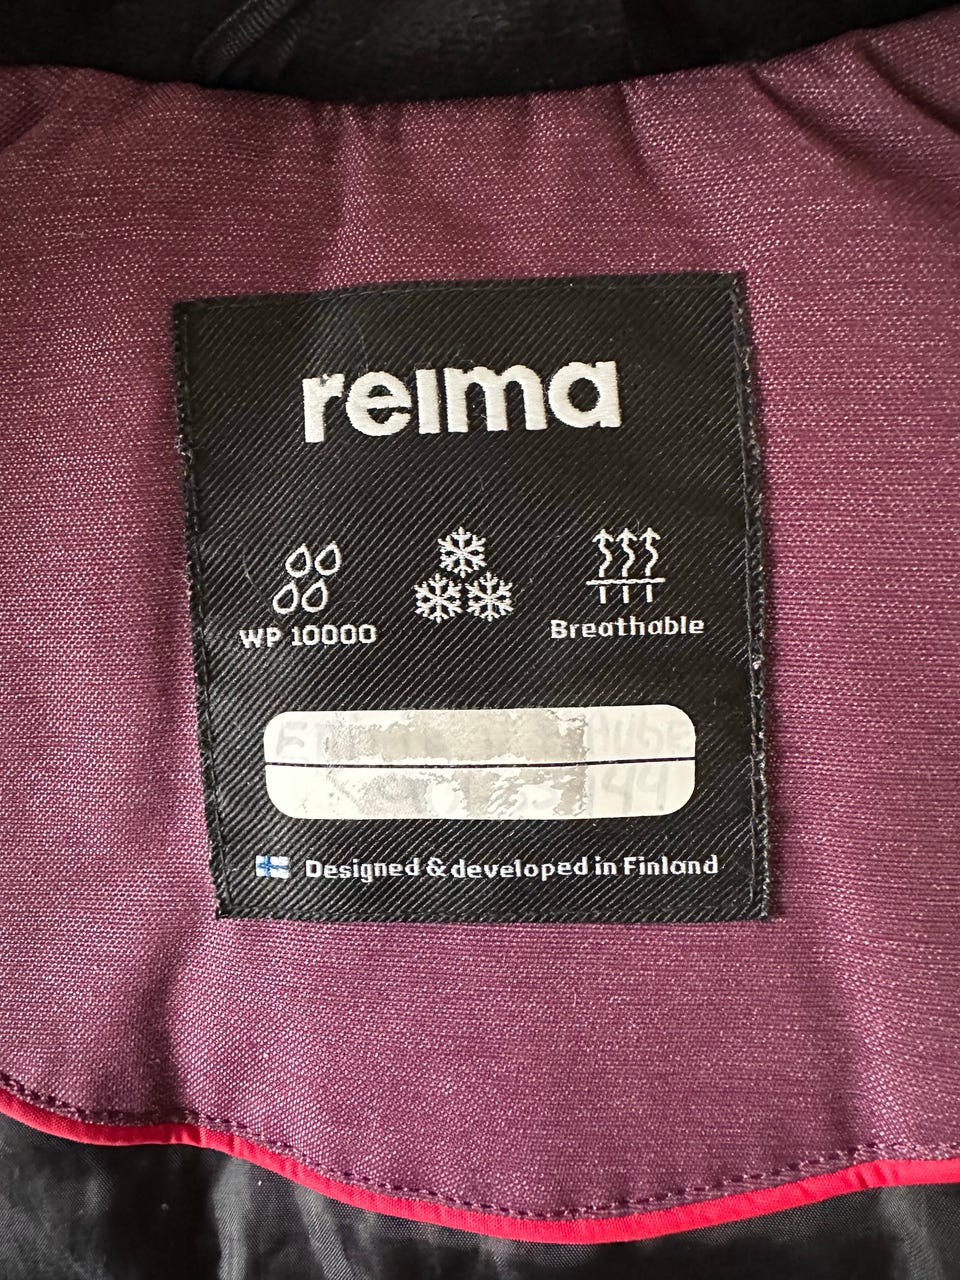 reima
WP 10000
Breathable
Designed & developed in Finland